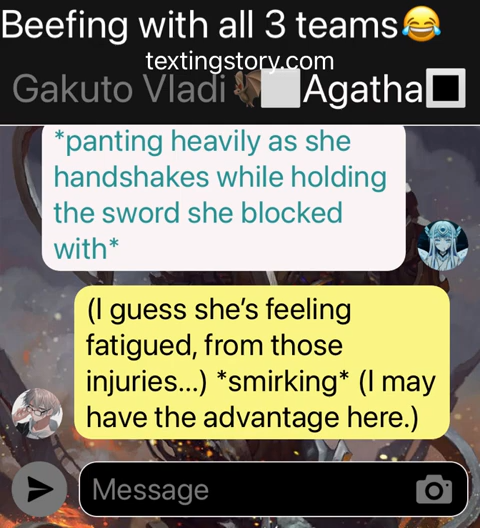 Beefing with all 3 teams😂
textingstory.com
Gakuto Vladi🦇⬜Agatha🔳
*panting heavily as she
handshakes while holding
the sword she blocked
with*
(I guess she’s feeling
fatigued, from those
injuries...) *smirking* (I may
have the advantage here.)
Message